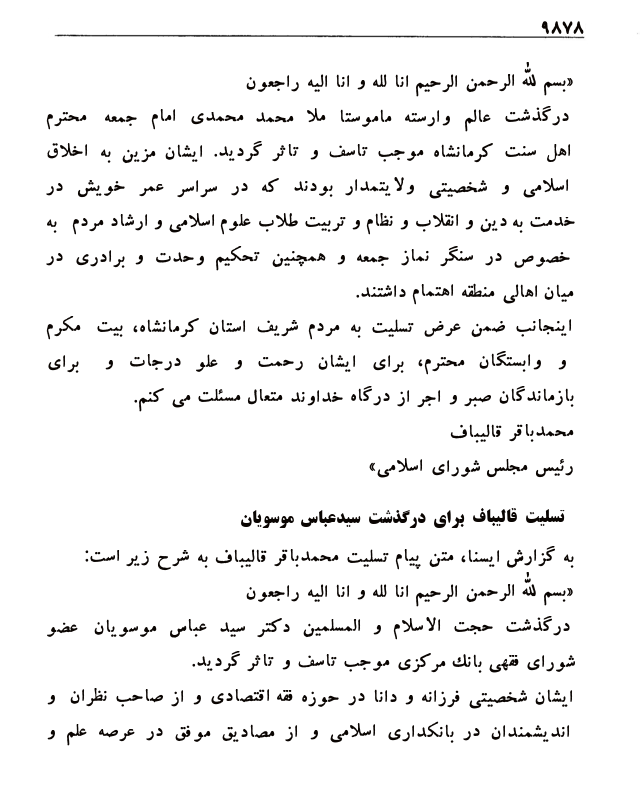 ۹۸۷۸
«بسم لله الرحمن الرحیم انا لله و انا الیه راجعون
درگذشت عالم وارسته ماموستا ملا محمد محمدی امام جمعه محترم
اهل سنت کرمانشاه موجب تاسف و تاثر گردید. ایشان مزین به اخلاق
اسلامی و شخصیتی ولایتمدار بودند که در سراسر عمر خویش در
خدمت به دین و انقلاب و نظام و تربیت طلاب علوم اسلامی و ارشاد مردم به
خصوص در سنگر نماز جمعه و همچنین تحکیم وحدت و برادری در
میان اهالی منطقه اهتمام داشتند.
اینجانب ضمن عرض تسلیت به مردم شریف استان کرمانشاه، بیت مکرم
و وابستگان محترم، برای ایشان رحمت و علو درجات و برای
بازماندگان صبر و اجر از درگاه خداوند متعال مسئلت می کنم.
محمدباقر قالیباف
رئیس مجلس شورای اسلامی»
تسلیت قالیباف برای درگذشت سیدعباس موسویان
به گزارش ایسنا، متن پیام تسلیت محمدباقر قالیباف به شرح زیر است:
«بسم لله الرحمن الرحیم انا لله و انا الیه راجعون
درگذشت حجت الاسلام و المسلمین دکتر سید عباس موسویان عضو
شورای فقهی بانك مرکزی موجب تاسف و تاثر گردید.
ایشان شخصیتی فرزانه و دانا در حوزه فقه اقتصادی و از صاحب نظران و
اندیشمندان در بانکداری اسلامی و از مصادیق موفق در عرصه علم و